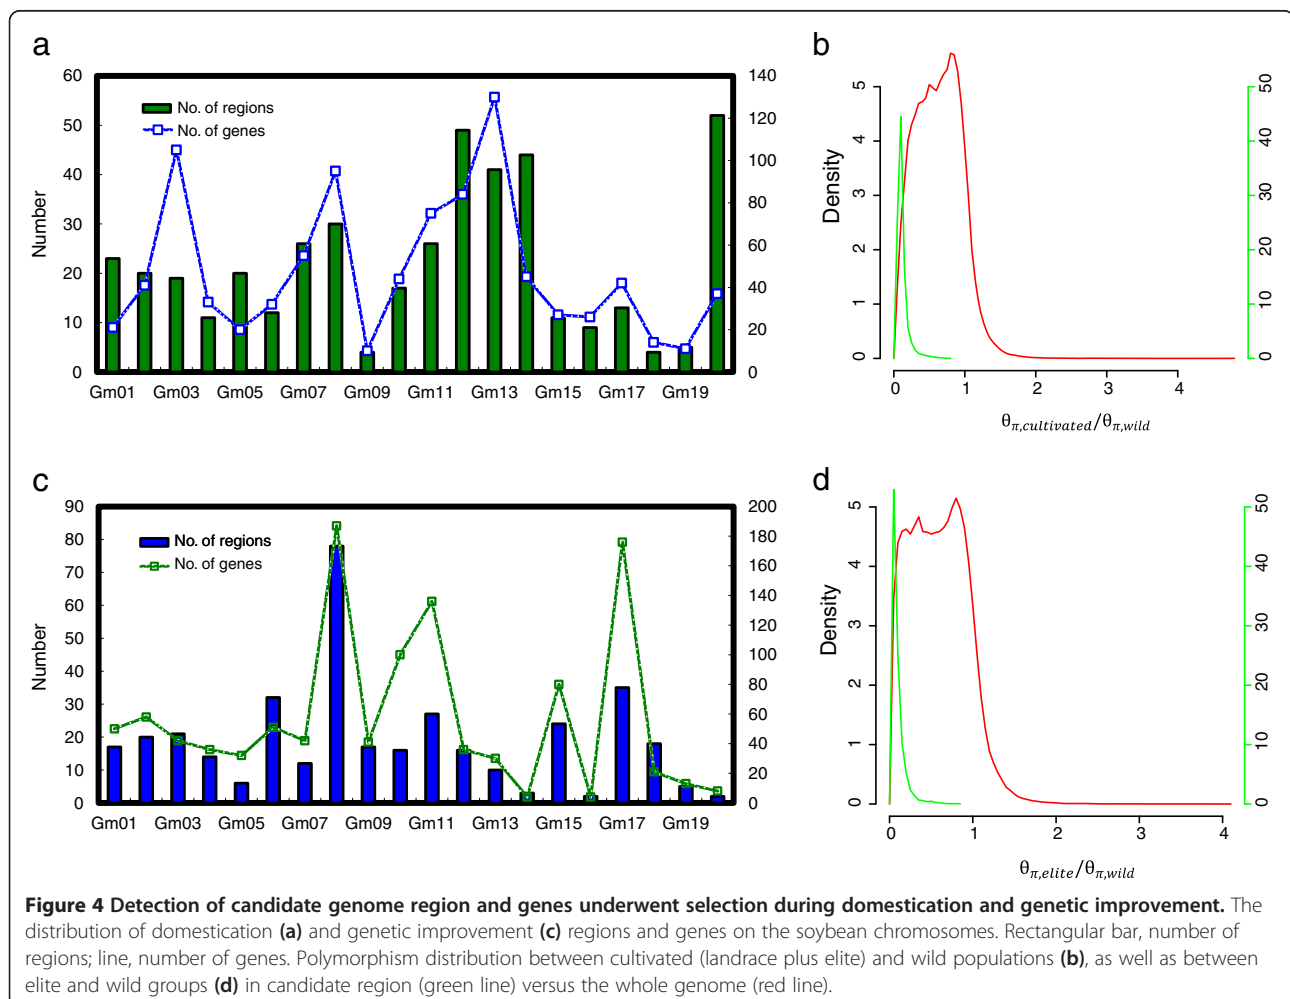 a
60
50
40
30
20
10
0
Number
140
120
100
80
60
40
20
0
No. of regions
No. of genes
Gm01 Gm03 Gm05 Gm07 Gm09 Gm11 Gm13 Gm15 Gm17 Gm19
b
5
4
3
2
1
0
Density
50
40
30
20
10
0
0 1 2 3 4
θπ,cultivated/θπ,wild
c
90
80
70
60
50
40
30
20
10
0
Number
200
180
160
140
120
100
80
60
40
20
0
No. of regions
No. of genes
Gm01 Gm03 Gm05 Gm07 Gm09 Gm11 Gm13 Gm15 Gm17 Gm19
d
5
4
3
2
1
0
Density
50
40
30
20
10
0
0 1 2 3 4
θπ,elite/θπ,wild
Figure 4 Detection of candidate genome region and genes underwent selection during domestication and genetic improvement. The
distribution of domestication (a) and genetic improvement (c) regions and genes on the soybean chromosomes. Rectangular bar, number of
regions; line, number of genes. Polymorphism distribution between cultivated (landrace plus elite) and wild populations (b), as well as between
elite and wild groups (d) in candidate region (green line) versus the whole genome (red line).